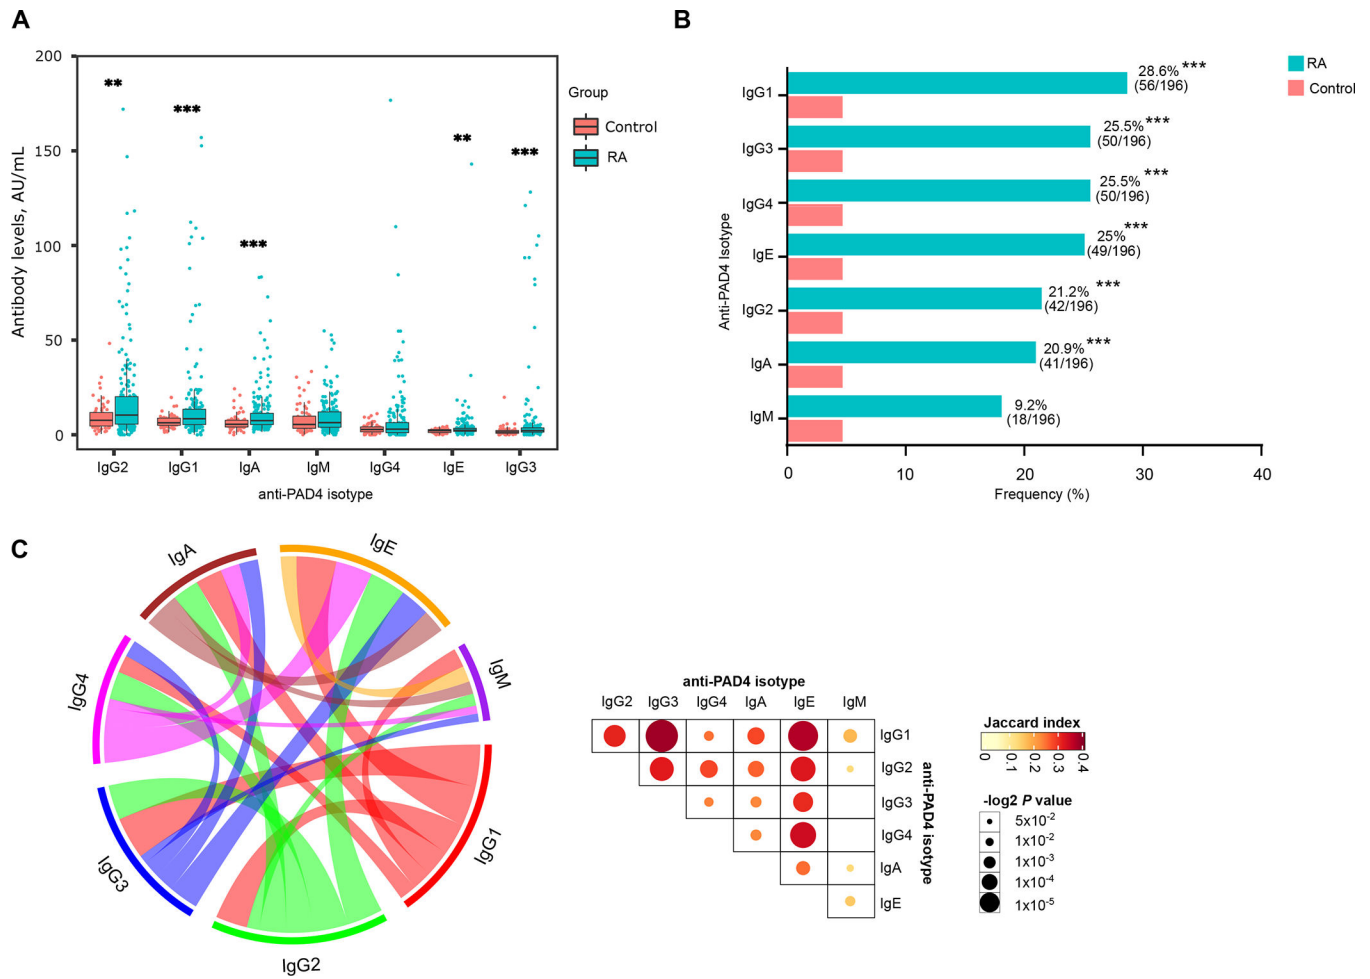 A
200
150
100
50
0
Antibody levels, AU/mL
**
***
***
**
***
Group
Control
RA
IgG2 IgG1 IgA IgM IgG4 IgE IgG3
anti-PAD4 isotype
B
RA
Control
Anti-PAD4 Isotype
IgG1
28.6% ***
(56/196)
IgG3
25.5% ***
(50/196)
IgG4
25.5% ***
(50/196)
IgE
25% ***
(49/196)
IgG2
21.2% ***
(42/196)
IgA
20.9% ***
(41/196)
IgM
9.2%
(18/196)
0 10 20 30 40
Frequency (%)
C
IgA
IgE
IgM
IgG1
IgG2
IgG3
IgG4
anti-PAD4 isotype
IgG2 IgG3 IgG4 IgA IgE IgM
IgG1
IgG2
IgG3
IgG4
IgA
IgE
anti-PAD4 isotype
Jaccard index
0 0.1 0.2 0.3 0.4
-log2 P value
5x10-2
1x10-2
1x10-3
1x10-4
1x10-5